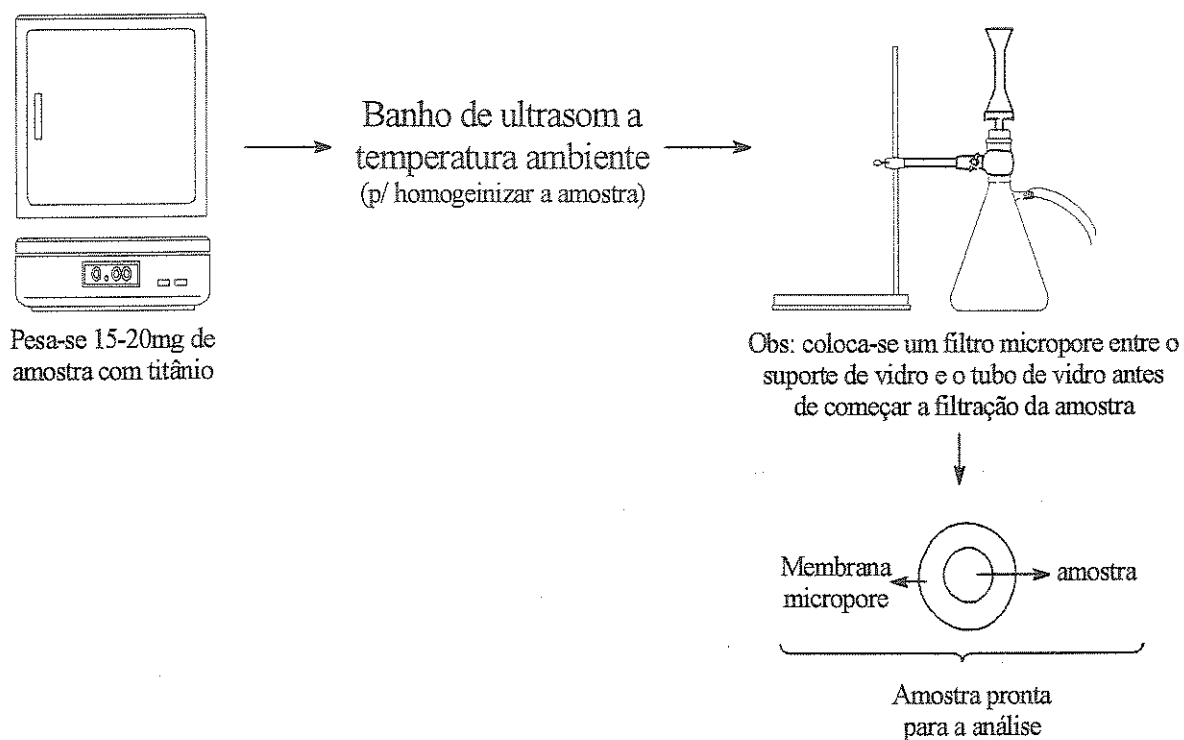 0.00
Pesa-se 15-20mg de
amostra com titânio
Banho de ultrasom a
temperatura ambiente
(p/ homogeinizar a amostra)
Obs: coloca-se um filtro micropore entre o
suporte de vidro e o tubo de vidro antes
de começar a filtração da amostra
Membrana
micropore
amostra
Amostra pronta
para a análise